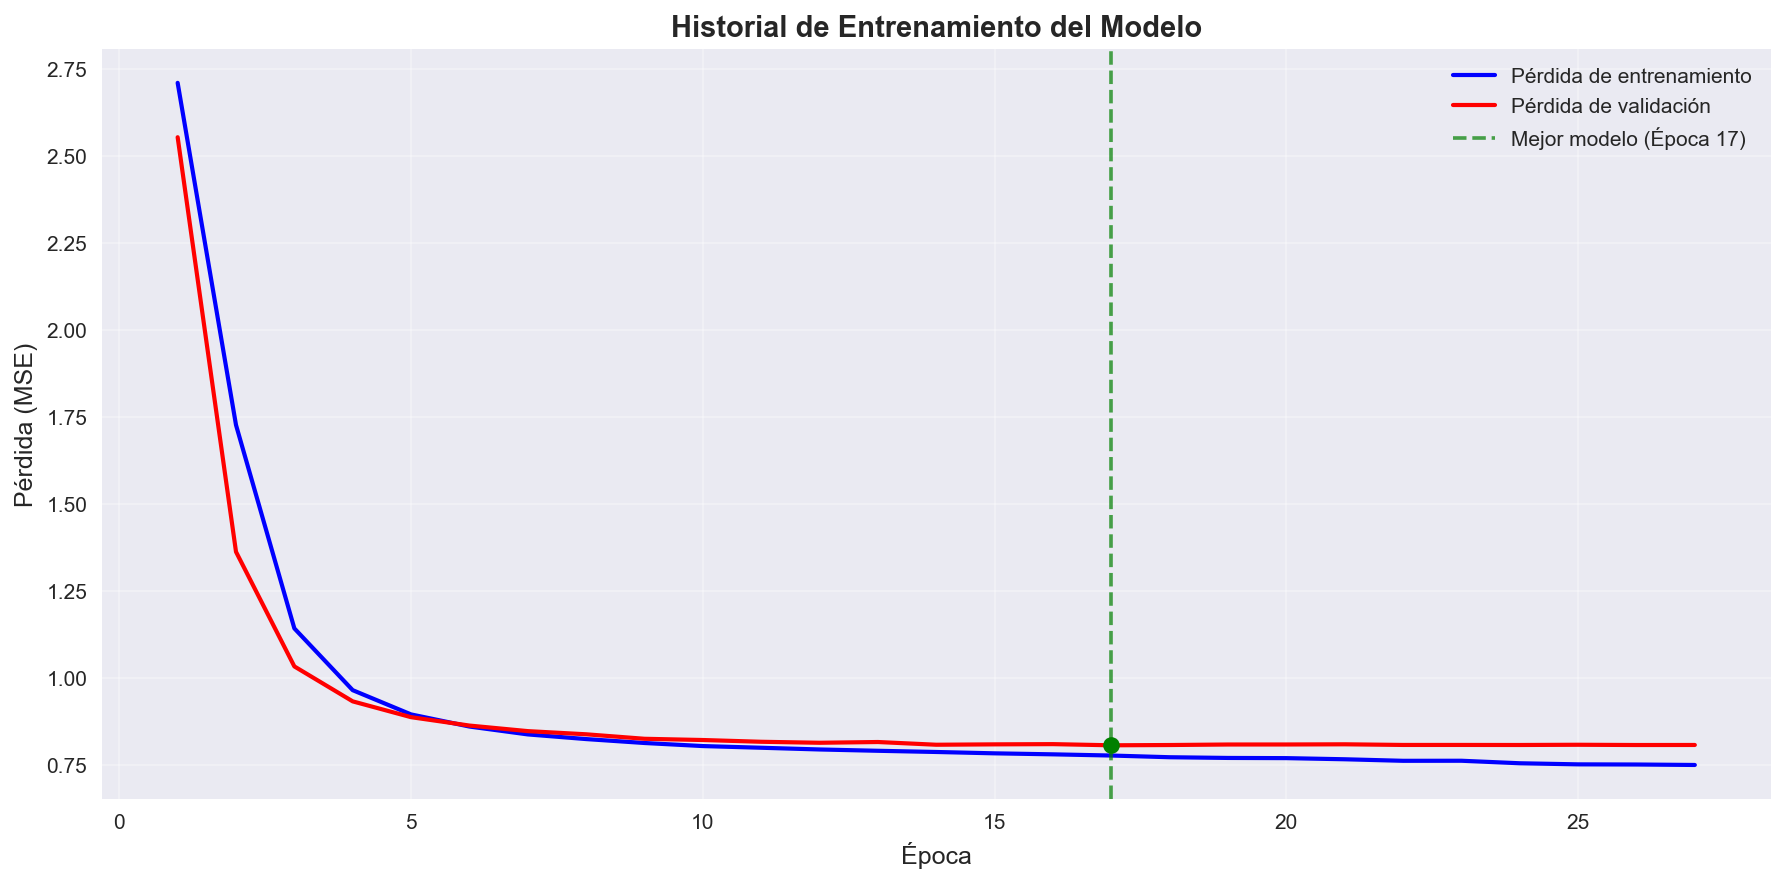 Historial de Entrenamiento del Modelo
Pérdida de entrenamiento
Pérdida de validación
Mejor modelo (Época 17)
Pérdida (MSE)
2.75
2.50
2.25
2.00
1.75
1.50
1.25
1.00
0.75
0 5 10 15 20 25
Época